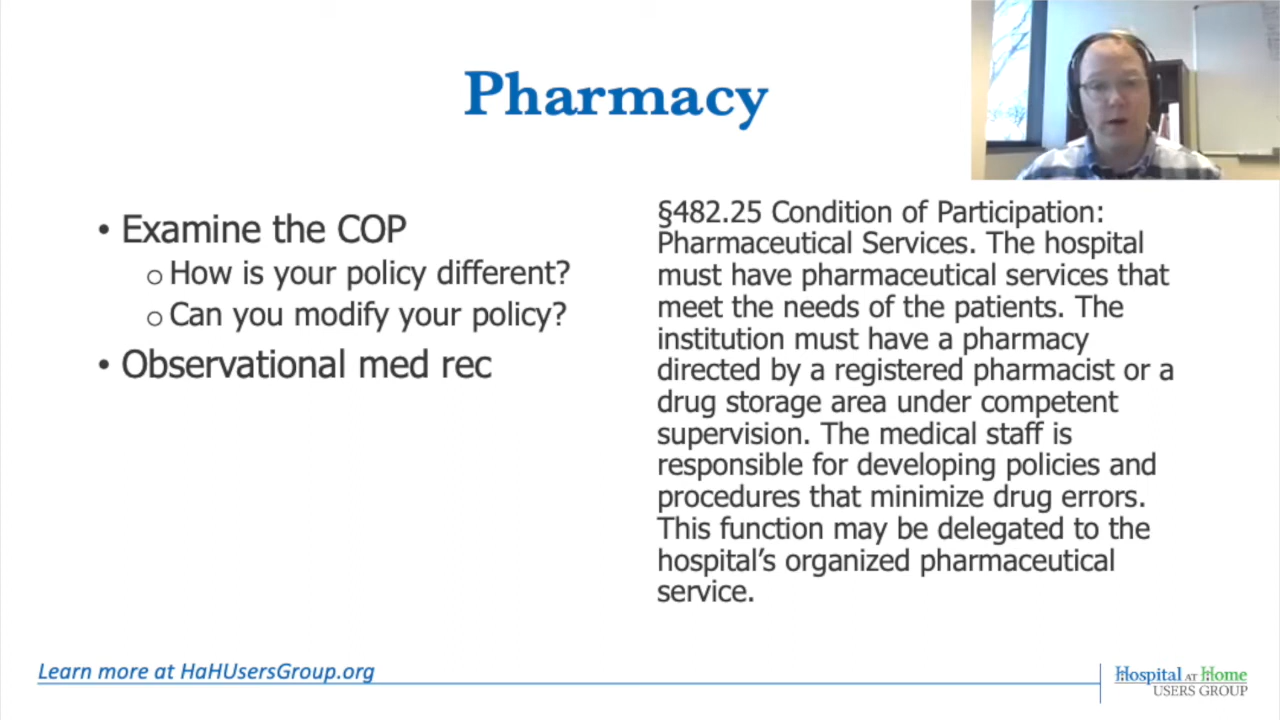 Pharmacy
• Examine the COP
o How is your policy different?
o Can you modify your policy?
• Observational med rec
§482.25 Condition of Participation:
Pharmaceutical Services. The hospital
must have pharmaceutical services that
meet the needs of the patients. The
institution must have a pharmacy
directed by a registered pharmacist or a
drug storage area under competent
supervision. The medical staff is
responsible for developing policies and
procedures that minimize drug errors.
This function may be delegated to the
hospital’s organized pharmaceutical
service.
Learn more at HaHUsersGroup.org
Hospital AT Home
USERS GROUP